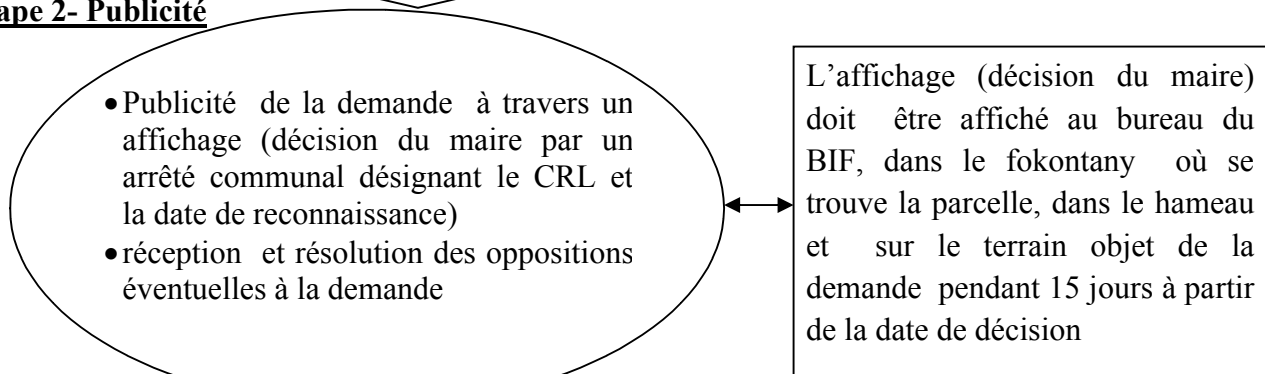 ape 2- Publicité
•Publicité de la demande à travers un
affichage (décision du maire par un
arrêté communal désignant le CRL et
la date de reconnaissance)
•réception et résolution des oppositions
éventuelles à la demande
L'affichage (décision du maire)
doit être affiché au bureau du
BIF, dans le fokontany où se
trouve la parcelle, dans le hameau
et sur le terrain objet de la
demande pendant 15 jours à partir
de la date de décision